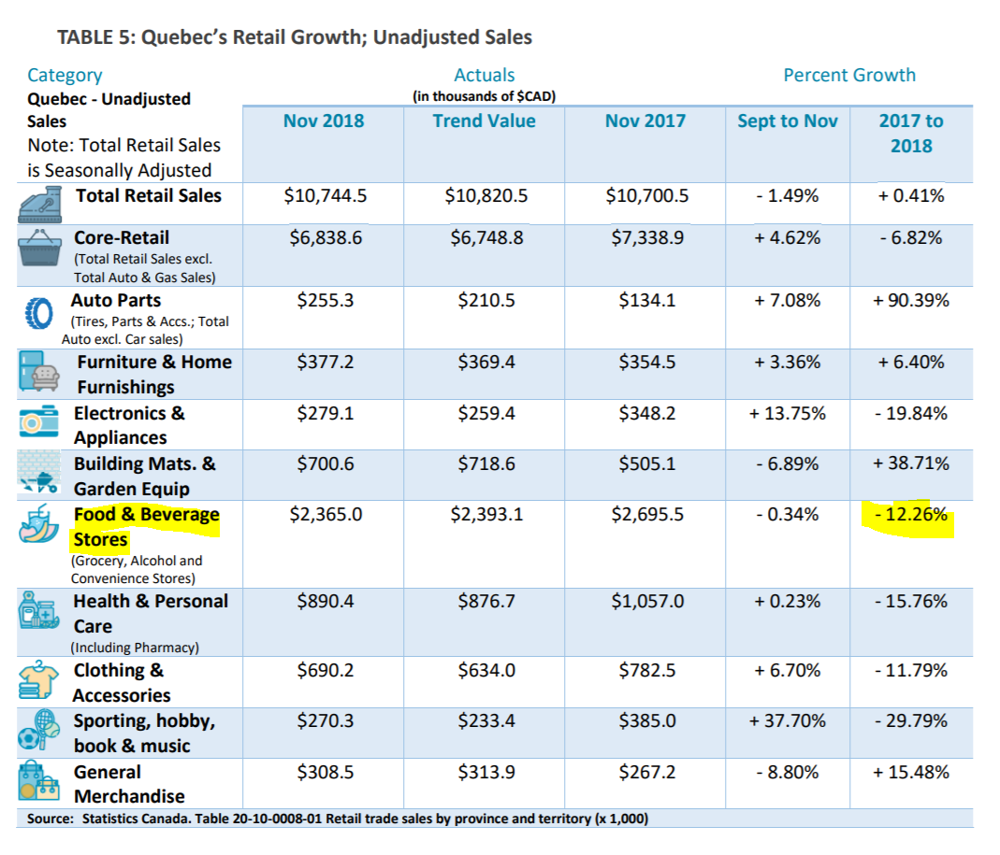 TABLE 5: Quebec's Retail Growth; Unadjusted Sales
Category Actuals Percent Growth
Quebec - Unadjusted Sales
Note: Total Retail Sales is Seasonally Adjusted
(in thousands of $CAD)
Nov 2018 Trend Value Nov 2017 Sept to Nov 2017 to 2018
Total Retail Sales $10,744.5 $10,820.5 $10,700.5 - 1.49% + 0.41%
Core-Retail $6,838.6 $6,748.8 $7,338.9 + 4.62% - 6.82%
(Total Retail Sales excl.
Total Auto & Gas Sales)
Auto Parts $255.3 $210.5 $134.1 + 7.08% + 90.39%
(Tires, Parts & Accs.; Total
Auto excl. Car sales)
Furniture & Home $377.2 $369.4 $354.5 + 3.36% + 6.40%
Furnishings
Electronics & $279.1 $259.4 $348.2 + 13.75% - 19.84%
Appliances
Building Mats. & $700.6 $718.6 $505.1 - 6.89% + 38.71%
Garden Equip
Food & Beverage $2,365.0 $2,393.1 $2,695.5 - 0.34% - 12.26%
Stores
(Grocery, Alcohol and
Convenience Stores)
Health & Personal $890.4 $876.7 $1,057.0 + 0.23% - 15.76%
Care
(Including Pharmacy)
Clothing & $690.2 $634.0 $782.5 + 6.70% - 11.79%
Accessories
Sporting, hobby, $270.3 $233.4 $385.0 + 37.70% - 29.79%
book & music
General $308.5 $313.9 $267.2 - 8.80% + 15.48%
Merchandise
Source: Statistics Canada. Table 20-10-0008-01 Retail trade sales by province and territory (x 1,000)